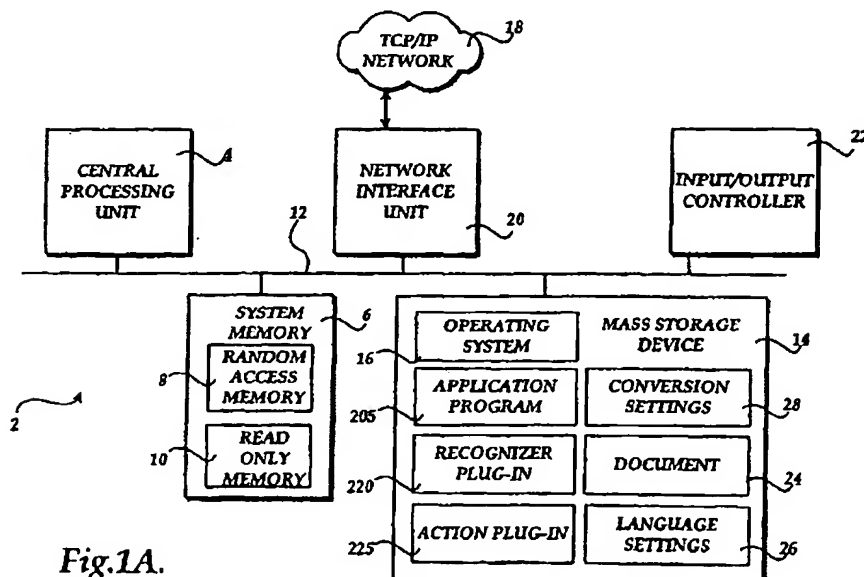 TCP/IP
NETWORK
18
CENTRAL
PROCESSING
UNIT
4
NETWORK
INTERFACE
UNIT
20
INPUT/OUTPUT
CONTROLLER
22
12
SYSTEM
MEMORY
6
RANDOM
ACCESS
MEMORY
8
READ
ONLY
MEMORY
10
2
OPERATING
SYSTEM
16
MASS STORAGE
DEVICE
14
APPLICATION
PROGRAM
205
CONVERSION
SETTINGS
28
RECOGNIZER
PLUG-IN
220
DOCUMENT
24
ACTION PLUG-IN
225
LANGUAGE
SETTINGS
26
Fig.1A.